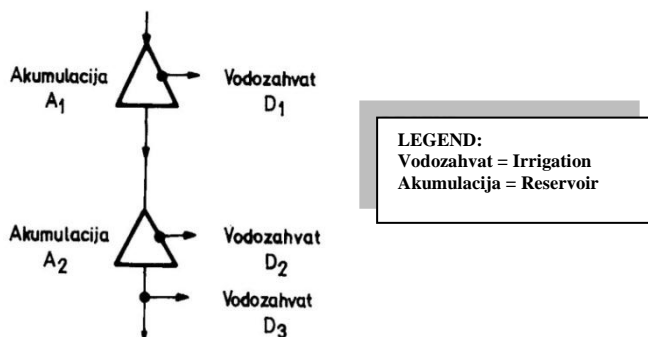 Akumulacija
A1
Vodozahvat
D1
LEGEND:
Vodozahvat = Irrigation
Akumulacija = Reservoir
Akumulacija
A2
Vodozahvat
D2
Vodozahvat
D3